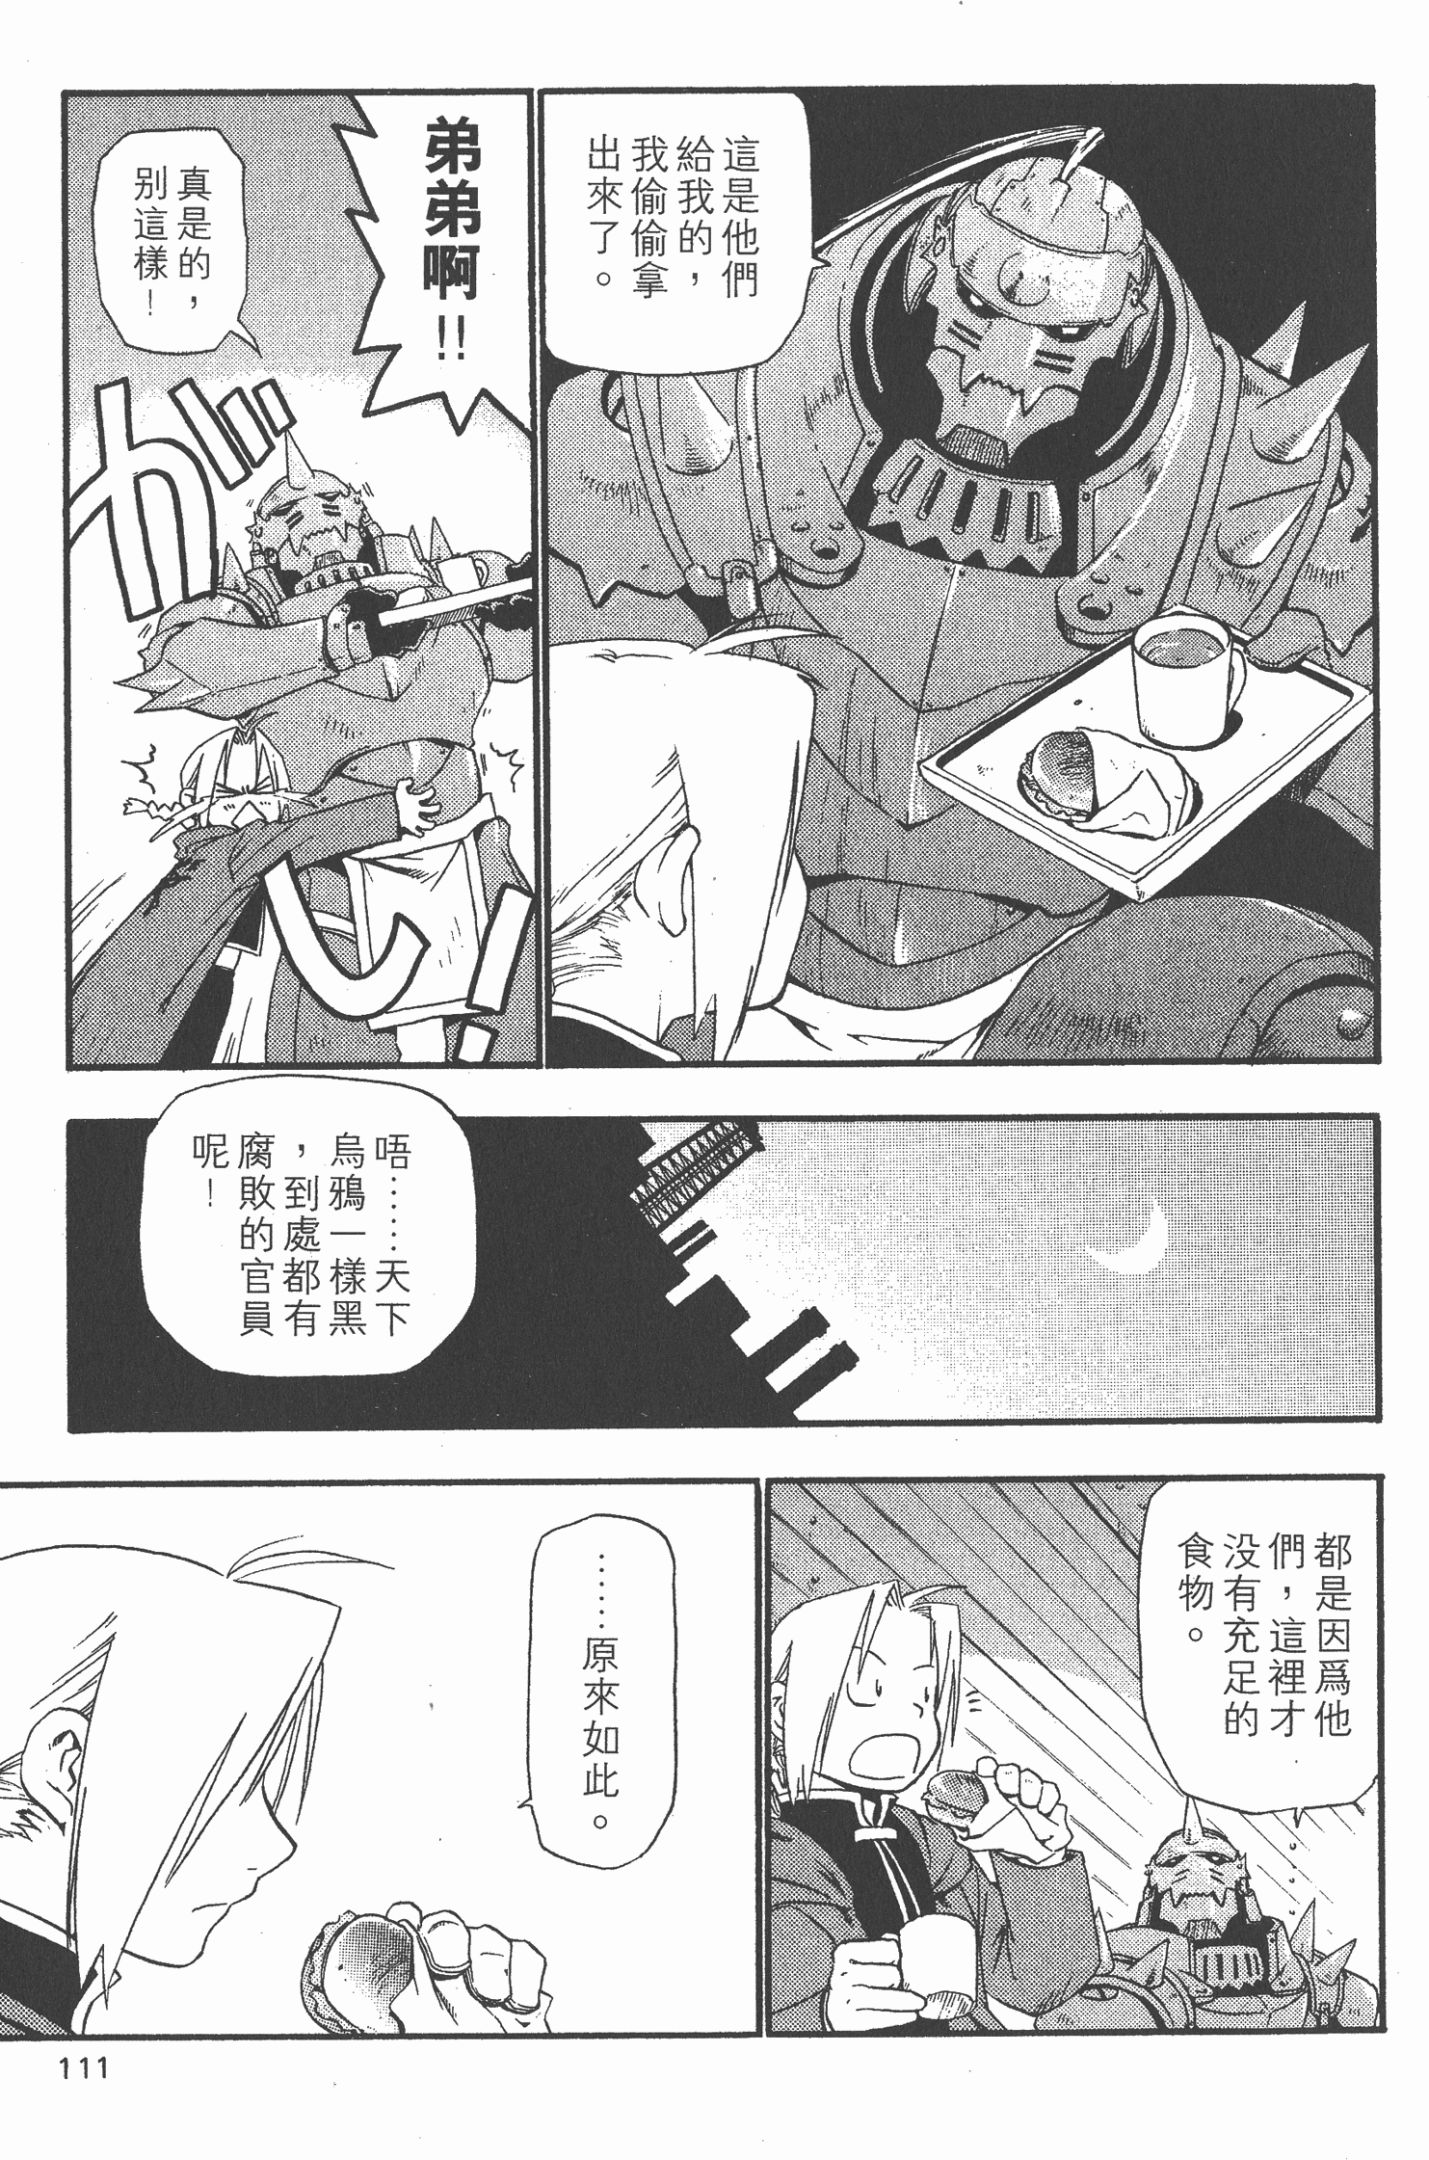 這是他們
給我的，
我偷偷拿
出來了。
弟弟啊!!
真是的，
別這樣！
ガバ
しっ!
唔……天下
烏鴉一樣黑
，到處都有
腐敗的官員
呢！
都是因爲他
們，這裡才
没有充足的
食物。
……原來如此。
111